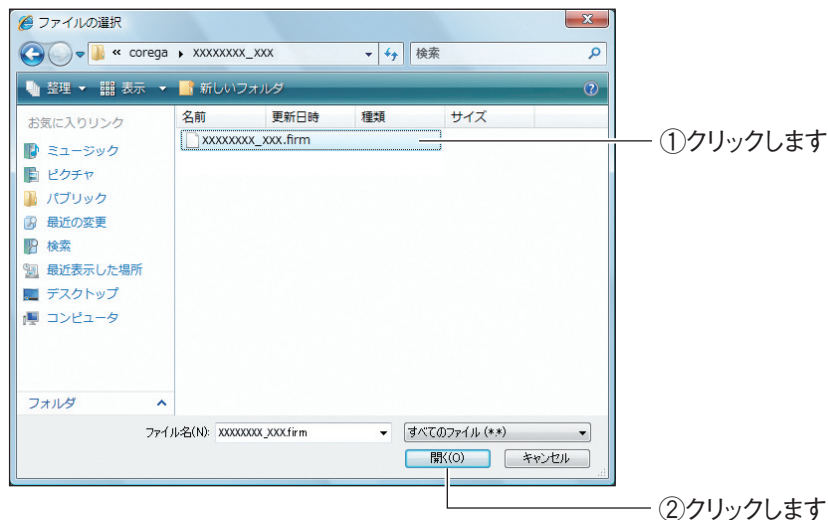 ファイルの選択
« corega ▸ XXXXXXXX_XXX
検索
整理 表示 新しいフォルダ
お気に入りリンク
名前 更新日時 種類 サイズ
XXXXXXXX_XXX.firm
①クリックします
ミュージック
ピクチャ
パブリック
最近の変更
検索
最近表示した場所
デスクトップ
コンピュータ
フォルダ
ファイル名(N): XXXXXXXX_XXX.firm
すべてのファイル (*.*)
開く(O) キャンセル
②クリックします